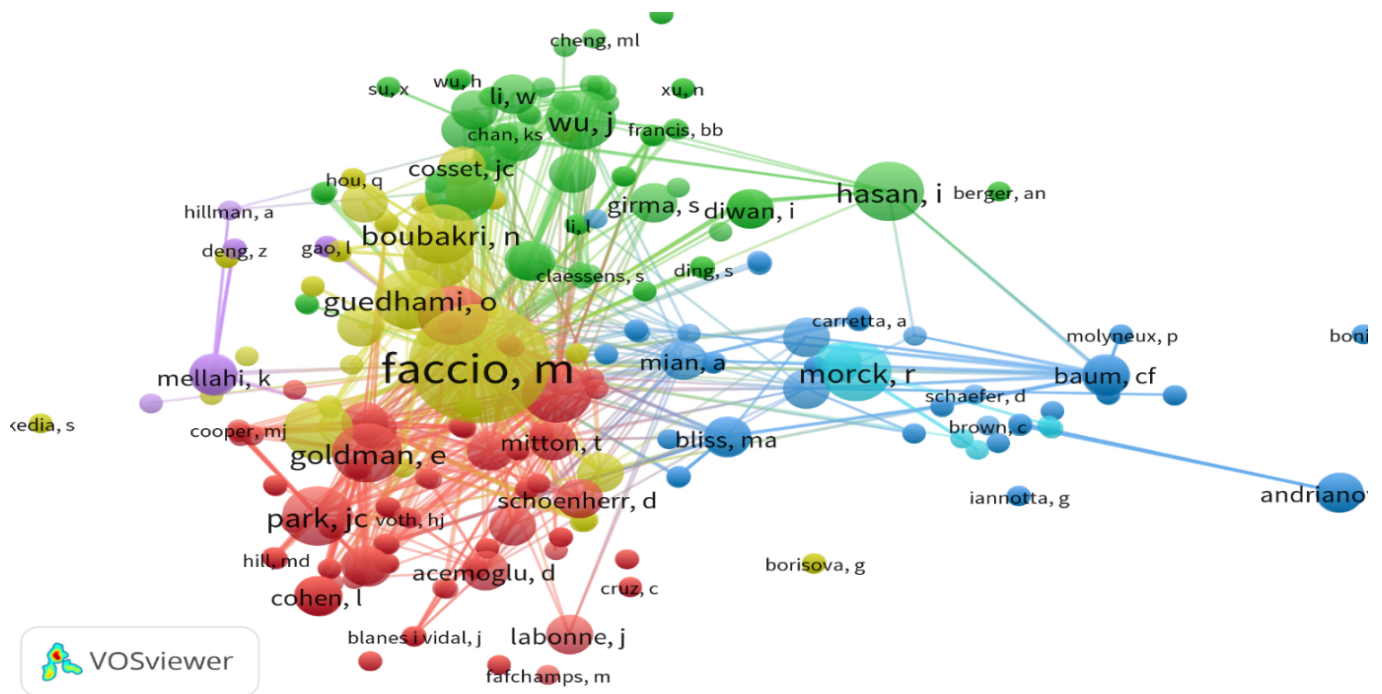 cheng, ml
wu, h
su, x
li, w
xu, n
wu, j
chan, ks
francis, bb
cosset, jc
hou, q
hasan, i
berger, an
hillman, a
girma, s
diwan, i
li, l
boubakri, n
deng, z
gao, l
claessens, s
ding, s
guedhami, o
carretta, a
molyneux, p
boni
faccio, m
mian, a
morck, r
baum, cf
mellahi, k
schaefer, d
kedia, s
cooper, mj
mitton, t
bliss, ma
brown, c
goldman, e
schoenherr, d
iannotta, g
andriano
park, jc
voth, hj
hill, md
acemoglu, d
borisova, g
cohen, l
cruz, c
blanes i vidal, j
labonne, j
fafchamps, m
VOSviewer